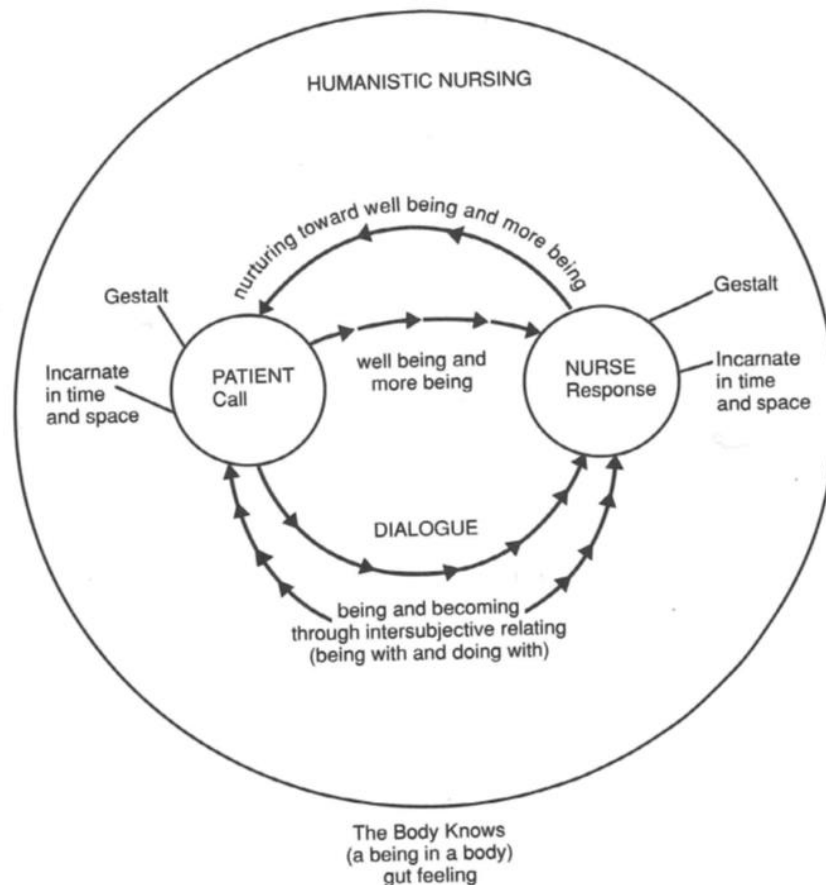 HUMANISTIC NURSING
nurturing toward well being and more being
Gestalt
Incarnate
in time
and space
PATIENT
Call
well being and
more being
NURSE
Response
Gestalt
Incarnate
in time
and space
DIALOGUE
being and becoming
through intersubjective relating
(being with and doing with)
The Body Knows
(a being in a body)
gut feeling